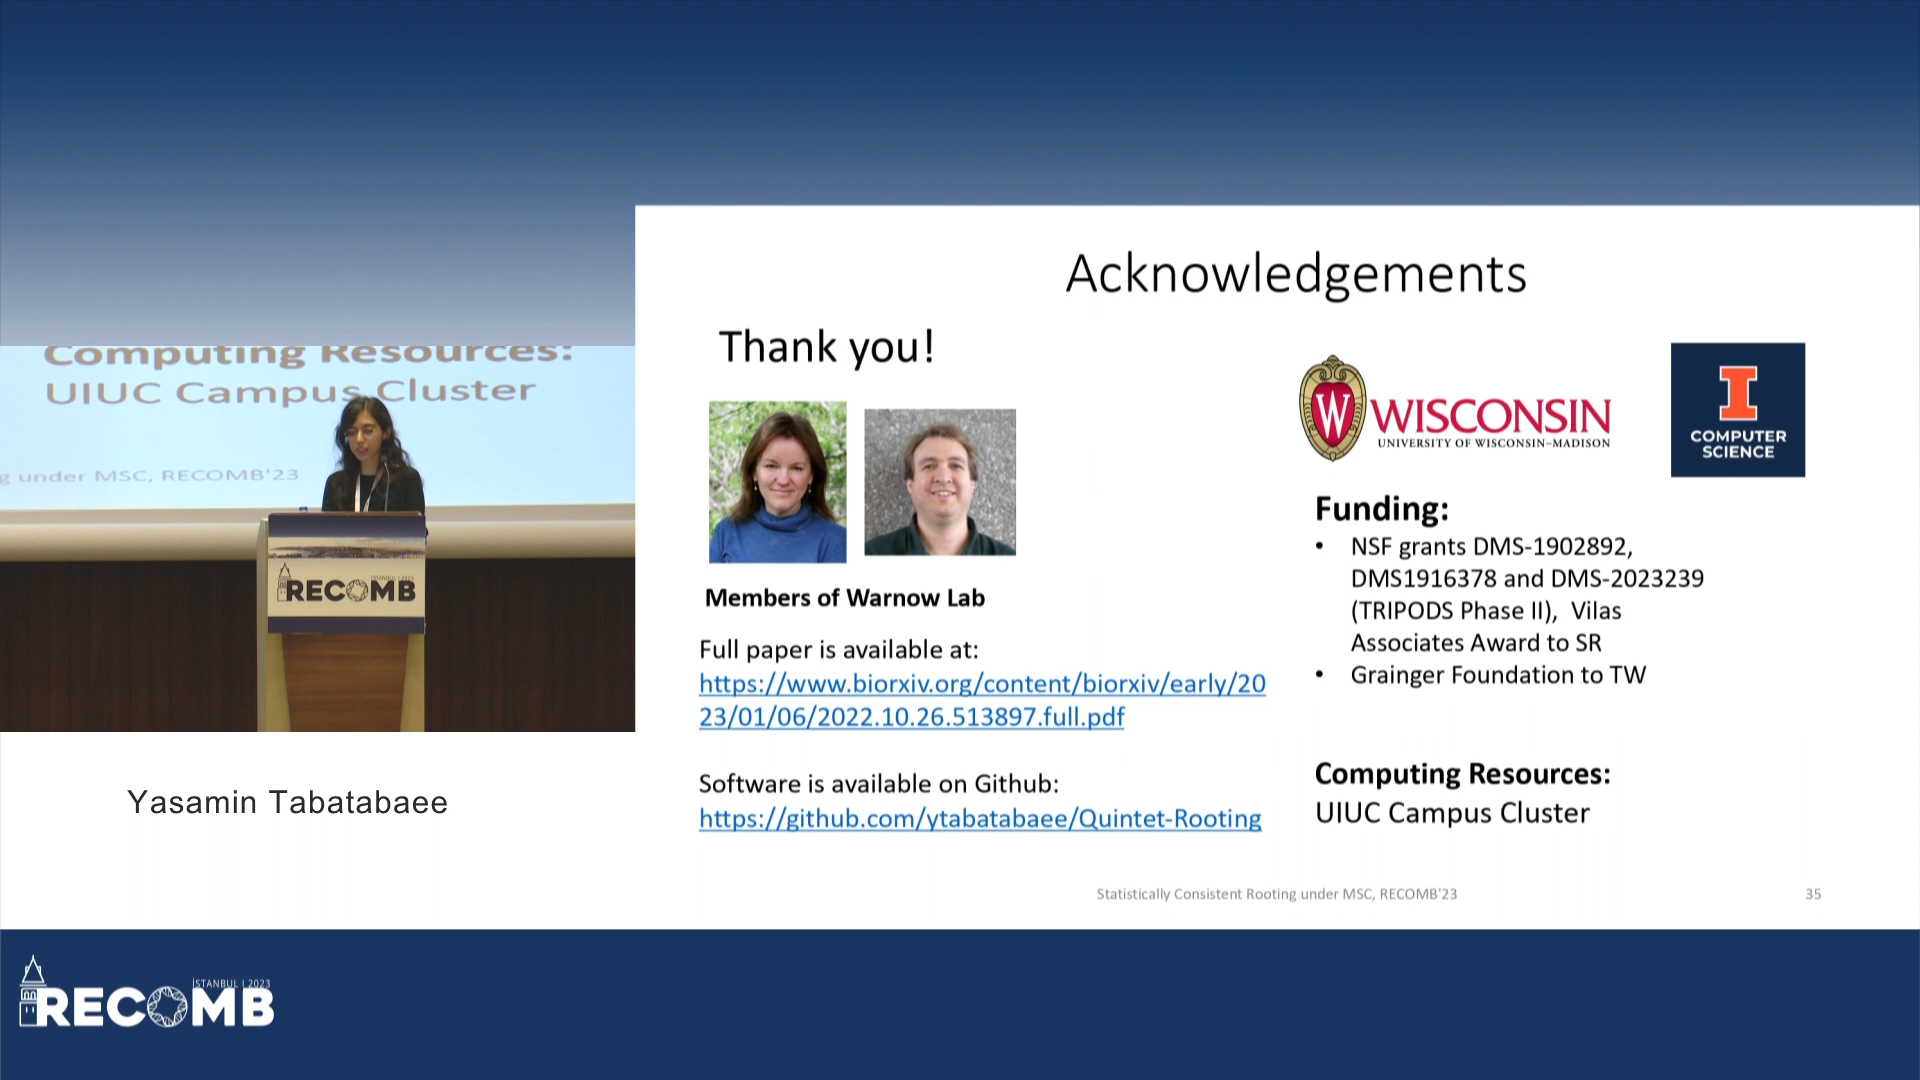 Computing Resources:
UIUC Campus Cluster
g under MSC, RECOMB'23
İSTANBUL | 2023
RECOMB
Yasamin Tabatabaee
Acknowledgements
Thank you!
W WISCONSIN
UNIVERSITY OF WISCONSIN–MADISON
I
COMPUTER
SCIENCE
Members of Warnow Lab
Full paper is available at:
https://www.biorxiv.org/content/biorxiv/early/20
23/01/06/2022.10.26.513897.full.pdf
Software is available on Github:
https://github.com/ytabatabaee/Quintet-Rooting
Funding:
• NSF grants DMS-1902892,
DMS1916378 and DMS-2023239
(TRIPODS Phase II), Vilas
Associates Award to SR
• Grainger Foundation to TW
Computing Resources:
UIUC Campus Cluster
Statistically Consistent Rooting under MSC, RECOMB'23
35
İSTANBUL | 2023
RECOMB